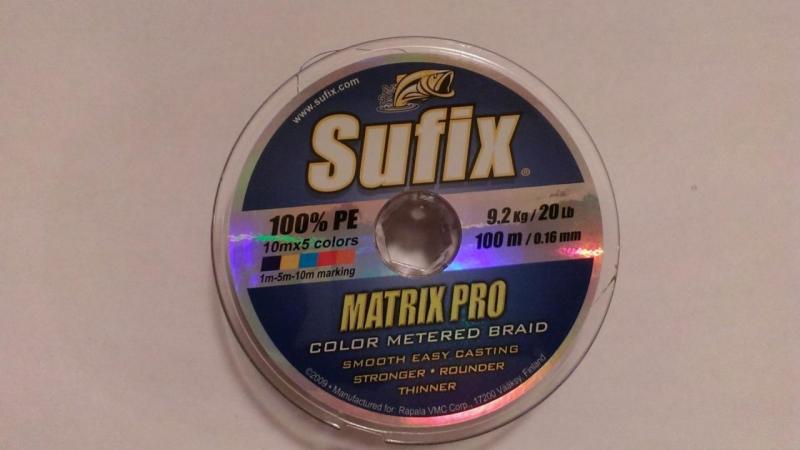 www.sufix.com
Sufix®
100% PE
10mx5 colors
1m-5m-10m marking
9.2 Kg / 20 Lb
100 m / 0.16 mm
MATRIX PRO
COLOR METERED BRAID
SMOOTH EASY CASTING
STRONGER • ROUNDER
THINNER
©2009 • Manufactured for: Rapala VMC Corp., 17200 Vääksy, Finland